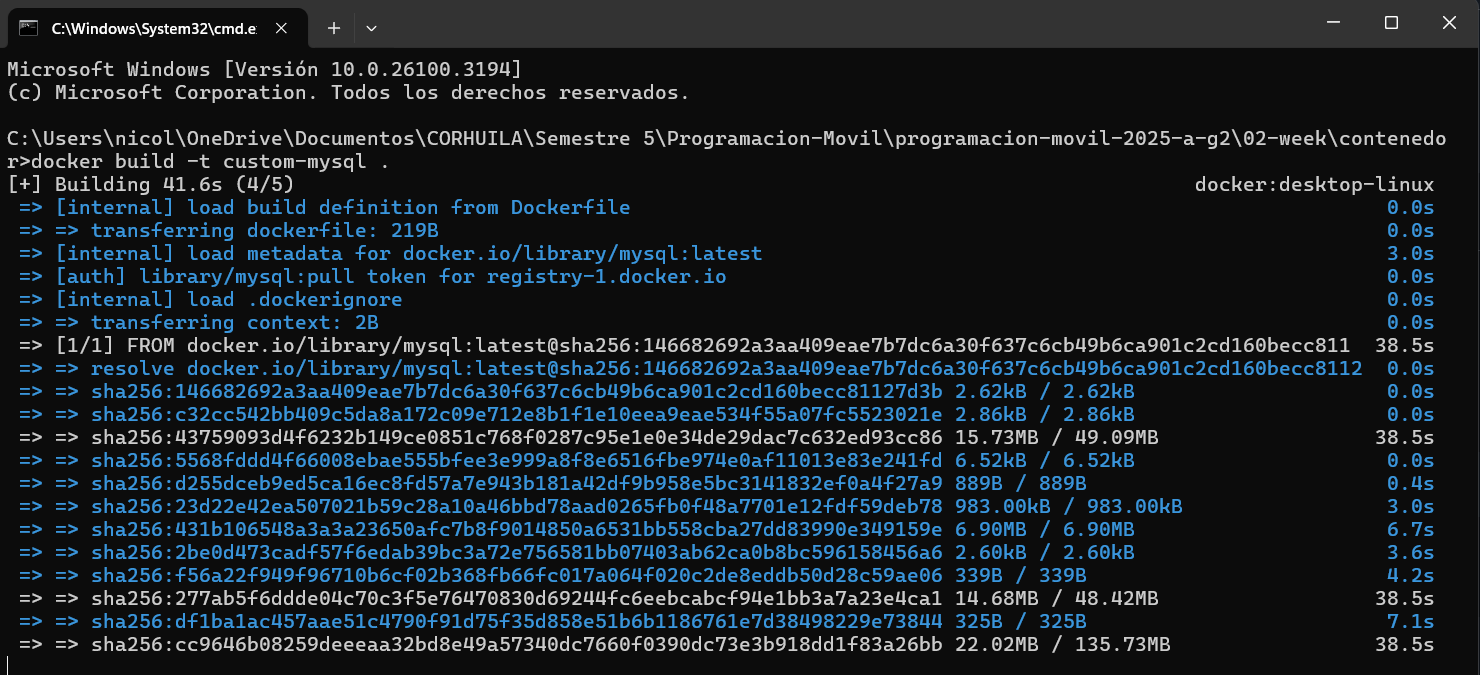 C:\Windows\System32\cmd.e
Microsoft Windows [Versión 10.0.26100.3194]
(c) Microsoft Corporation. Todos los derechos reservados.
C:\Users\nicol\OneDrive\Documentos\CORHUILA\Semestre 5\Programacion-Movil\programacion-movil-2025-a-g2\02-week\contenedo
r>docker build -t custom-mysql .
[+] Building 41.6s (4/5) docker:desktop-linux
=> [internal] load build definition from Dockerfile 0.0s
=> => transferring dockerfile: 219B 0.0s
=> [internal] load metadata for docker.io/library/mysql:latest 3.0s
=> [auth] library/mysql:pull token for registry-1.docker.io 0.0s
=> [internal] load .dockerignore 0.0s
=> => transferring context: 2B 0.0s
=> [1/1] FROM docker.io/library/mysql:latest@sha256:146682692a3aa409eae7b7dc6a30f637c6cb49b6ca901c2cd160becc811 38.5s
=> => resolve docker.io/library/mysql:latest@sha256:146682692a3aa409eae7b7dc6a30f637c6cb49b6ca901c2cd160becc8112 0.0s
=> => sha256:146682692a3aa409eae7b7dc6a30f637c6cb49b6ca901c2cd160becc81127d3b 2.62kB / 2.62kB 0.0s
=> => sha256:c32cc542bb409c5da8a172c09e712e8b1f1e10eea9eae534f55a07fc5523021e 2.86kB / 2.86kB 0.0s
=> => sha256:43759093d4f6232b149ce0851c768f0287c95e1e0e34de29dac7c632ed93cc86 15.73MB / 49.09MB 38.5s
=> => sha256:5568fddd4f66008ebae555bfee3e999a8f8e6516fbe974e0af11013e83e241fd 6.52kB / 6.52kB 0.0s
=> => sha256:d255dceb9ed5ca16ec8fd57a7e943b181a42df9b958e5bc3141832ef0a4f27a9 889B / 889B 0.4s
=> => sha256:23d22e42ea507021b59c28a10a46bbd78aad0265fb0f48a7701e12fdf59deb78 983.00kB / 983.00kB 3.0s
=> => sha256:431b106548a3a3a23650afc7b8f9014850a6531bb558cba27dd83990e349159e 6.90MB / 6.90MB 6.7s
=> => sha256:2be0d473cadf57f6edab39bc3a72e756581bb07403ab62ca0b8bc596158456a6 2.60kB / 2.60kB 3.6s
=> => sha256:f56a22f949f96710b6cf02b368fb66fc017a064f020c2de8eddb50d28c59ae06 339B / 339B 4.2s
=> => sha256:277ab5f6ddde04c70c3f5e76470830d69244fc6eebcabcf94e1bb3a7a23e4ca1 14.68MB / 48.42MB 38.5s
=> => sha256:df1ba1ac457aae51c4790f91d75f35d858e51b6b1186761e7d38498229e73844 325B / 325B 7.1s
=> => sha256:cc9646b08259deeeaa32bd8e49a57340dc7660f0390dc73e3b918dd1f83a26bb 22.02MB / 135.73MB 38.5s